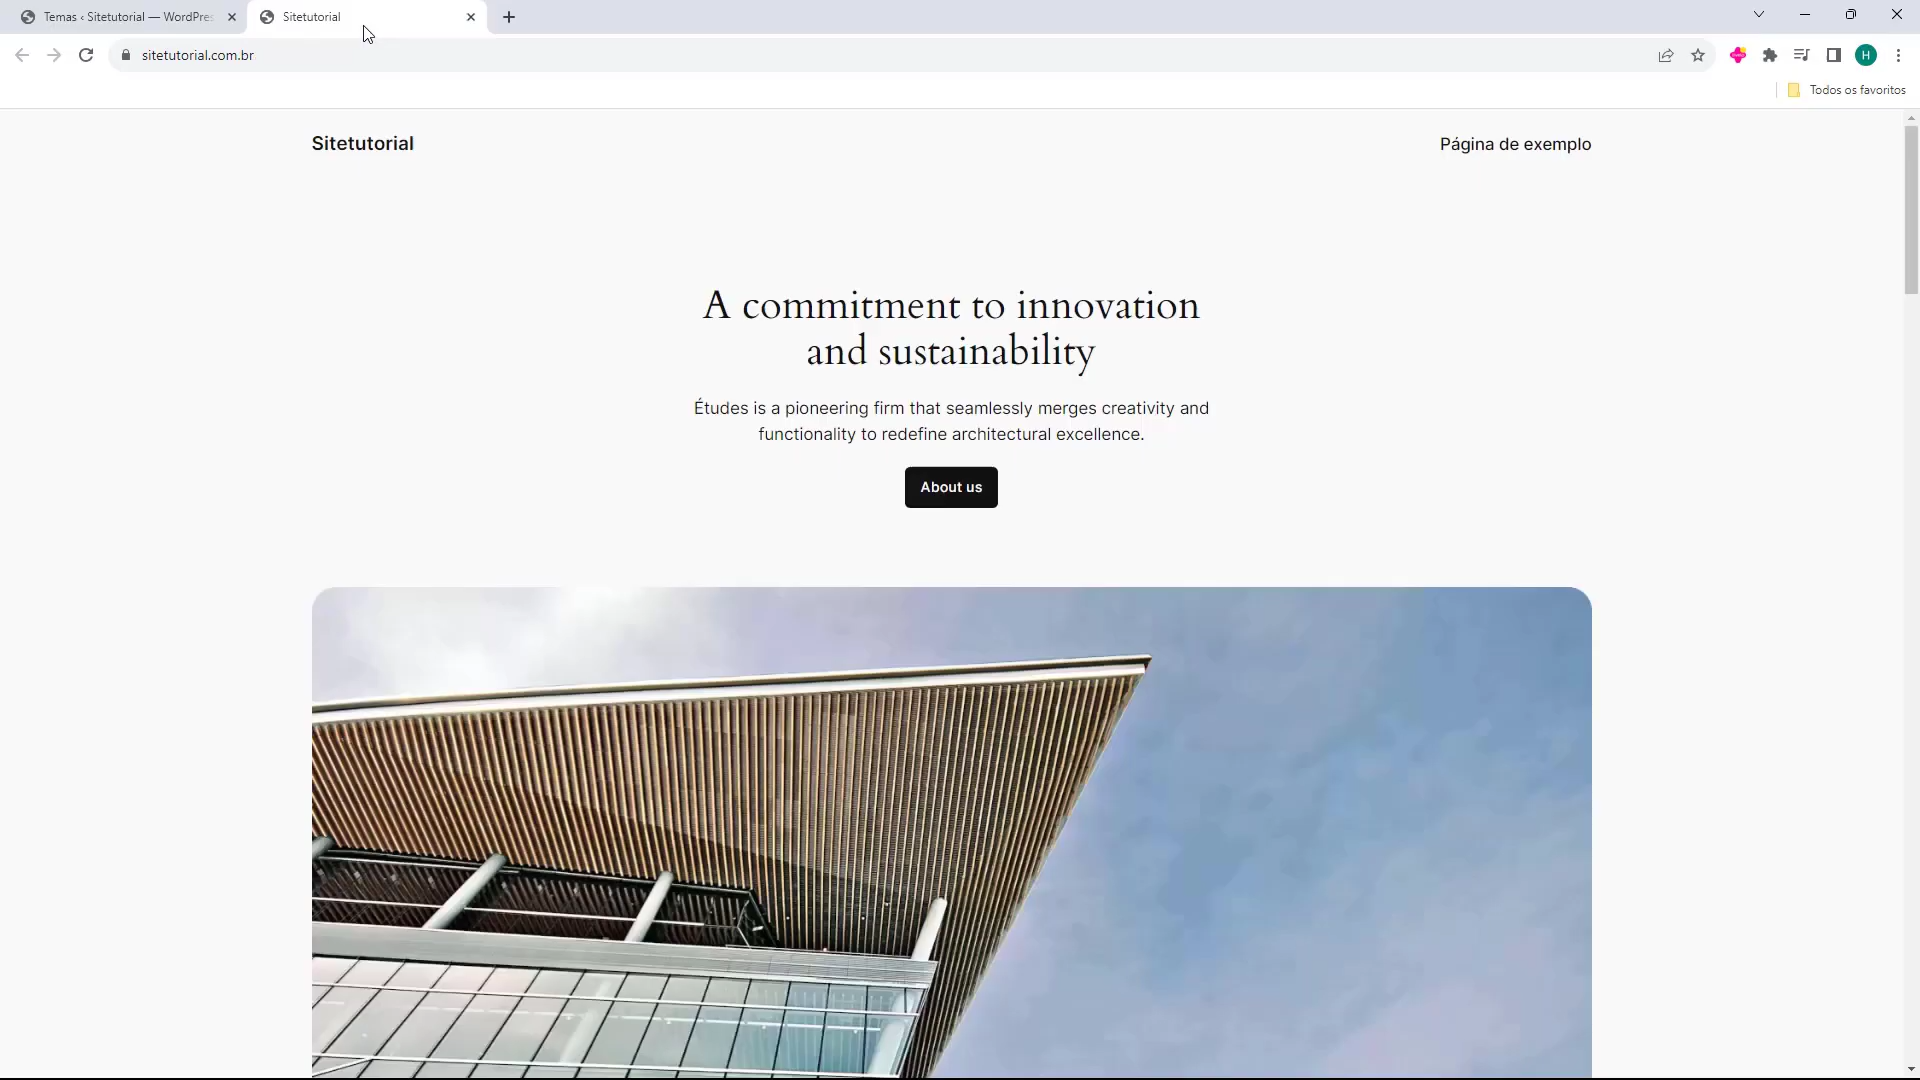 Temas ‹ Sitetutorial — WordPres
Sitetutorial
sitetutorial.com.br
H
Todos os favoritos
Sitetutorial
Página de exemplo
A commitment to innovation
and sustainability
Études is a pioneering firm that seamlessly merges creativity and
functionality to redefine architectural excellence.
About us